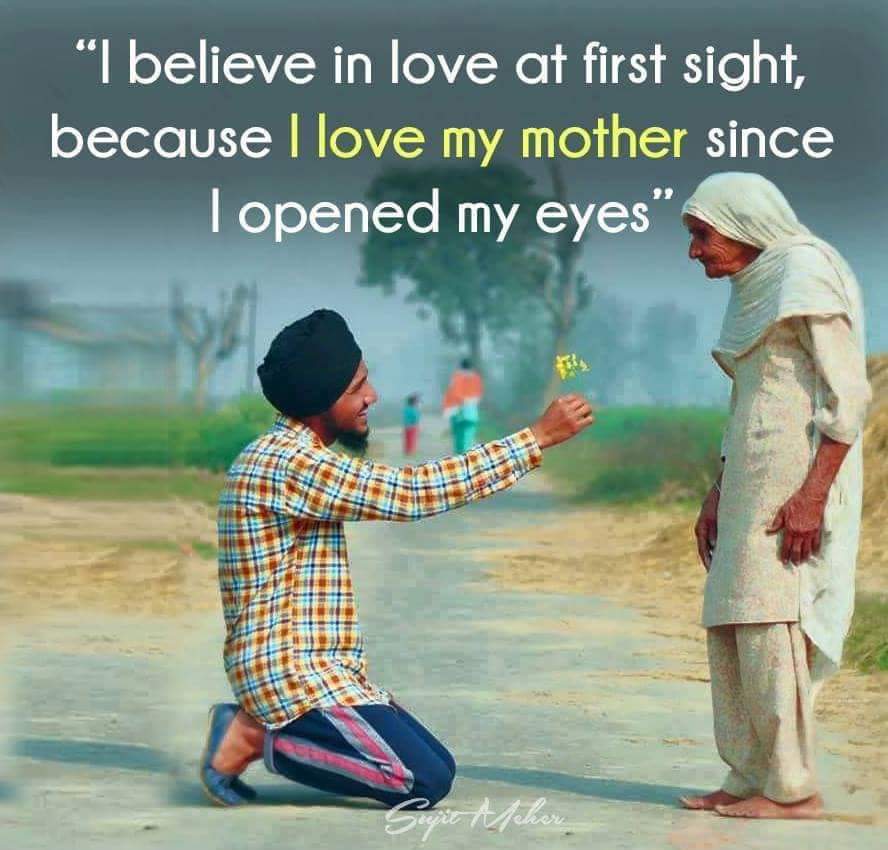 “I believe in love at first sight,
because I love my mother since
I opened my eyes”
Sujit Meher